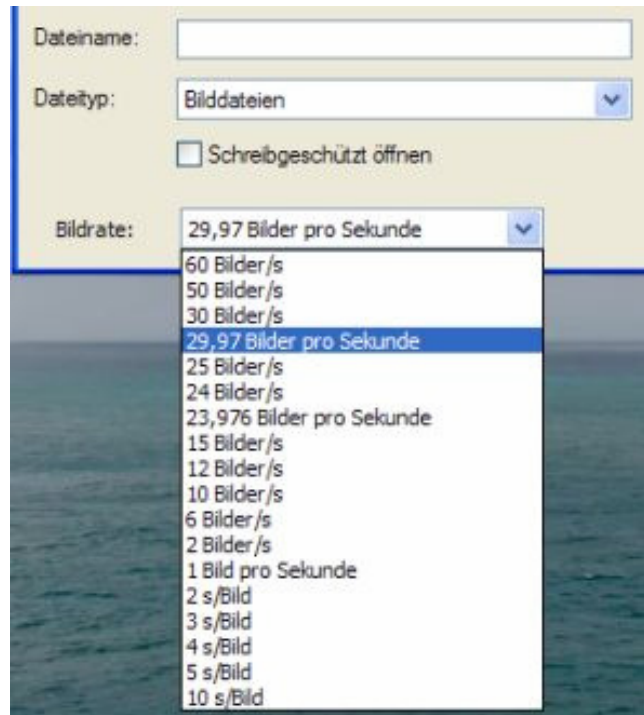 Dateiname:
Dateityp: Bilddateien
Schreibgeschützt öffnen
Bildrate: 29,97 Bilder pro Sekunde
60 Bilder/s
50 Bilder/s
30 Bilder/s
29,97 Bilder pro Sekunde
25 Bilder/s
24 Bilder/s
23,976 Bilder pro Sekunde
15 Bilder/s
12 Bilder/s
10 Bilder/s
6 Bilder/s
2 Bilder/s
1 Bild pro Sekunde
2 s/Bild
3 s/Bild
4 s/Bild
5 s/Bild
10 s/Bild